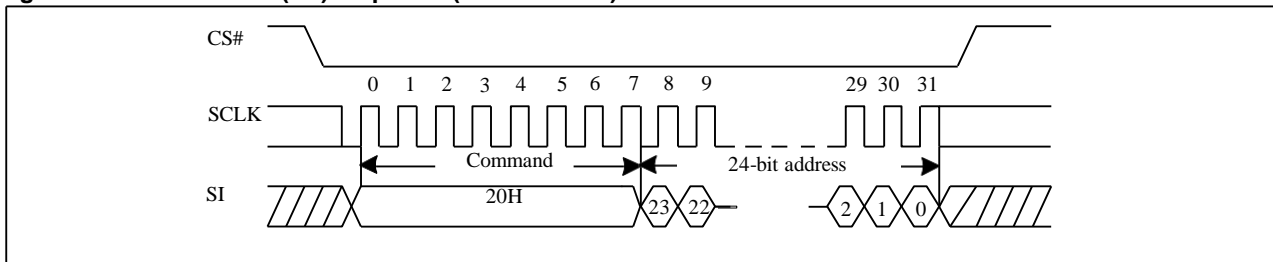 CS#
0 1 2 3 4 5 6 7 8 9 29 30 31
SCLK
Command 24-bit address
SI 20H 23 22 2 1 0